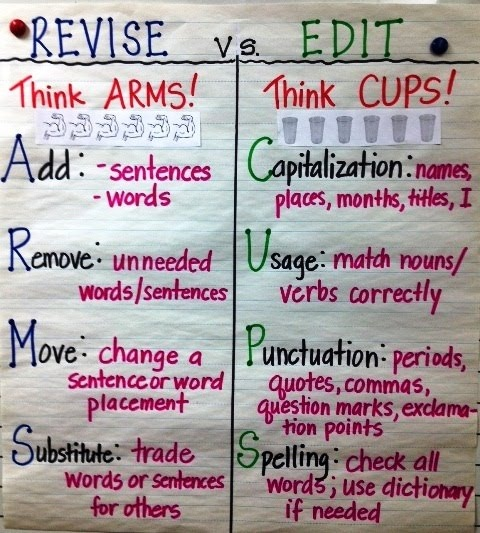 REVISE vs. EDIT
Think ARMS!
Add: - sentences
- words
Remove: unneeded
words/sentences
Move: change a
sentence or word
placement
Substitute: trade
words or sentences
for others
Think CUPS!
Capitalization: names,
places, months, titles, I
Usage: match nouns/
verbs correctly
Punctuation: periods,
quotes, commas,
question marks, exclama-
tion points
Spelling: check all
words; use dictionary
if needed